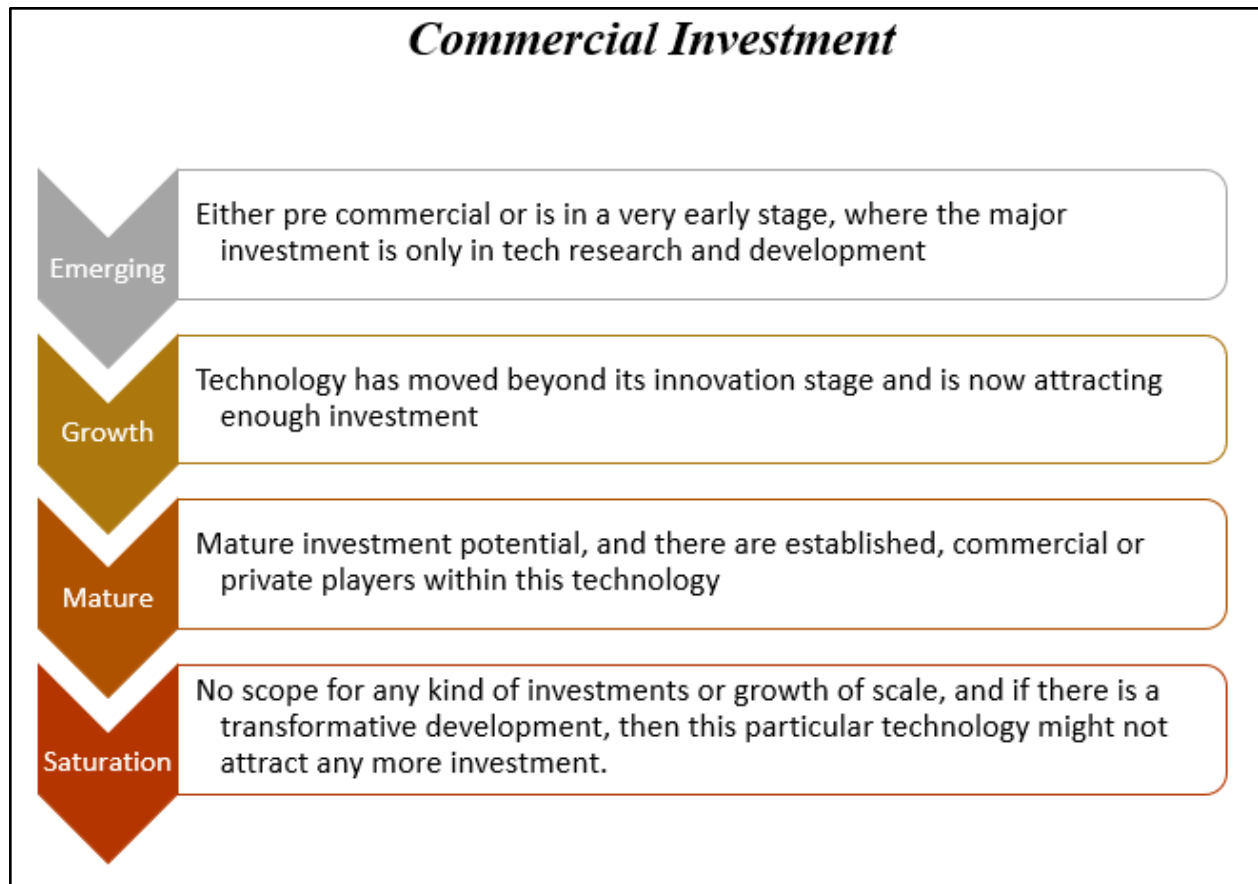 Commercial Investment
Emerging
Either pre commercial or is in a very early stage, where the major
investment is only in tech research and development
Growth
Technology has moved beyond its innovation stage and is now attracting
enough investment
Mature
Mature investment potential, and there are established, commercial or
private players within this technology
Saturation
No scope for any kind of investments or growth of scale, and if there is a
transformative development, then this particular technology might not
attract any more investment.